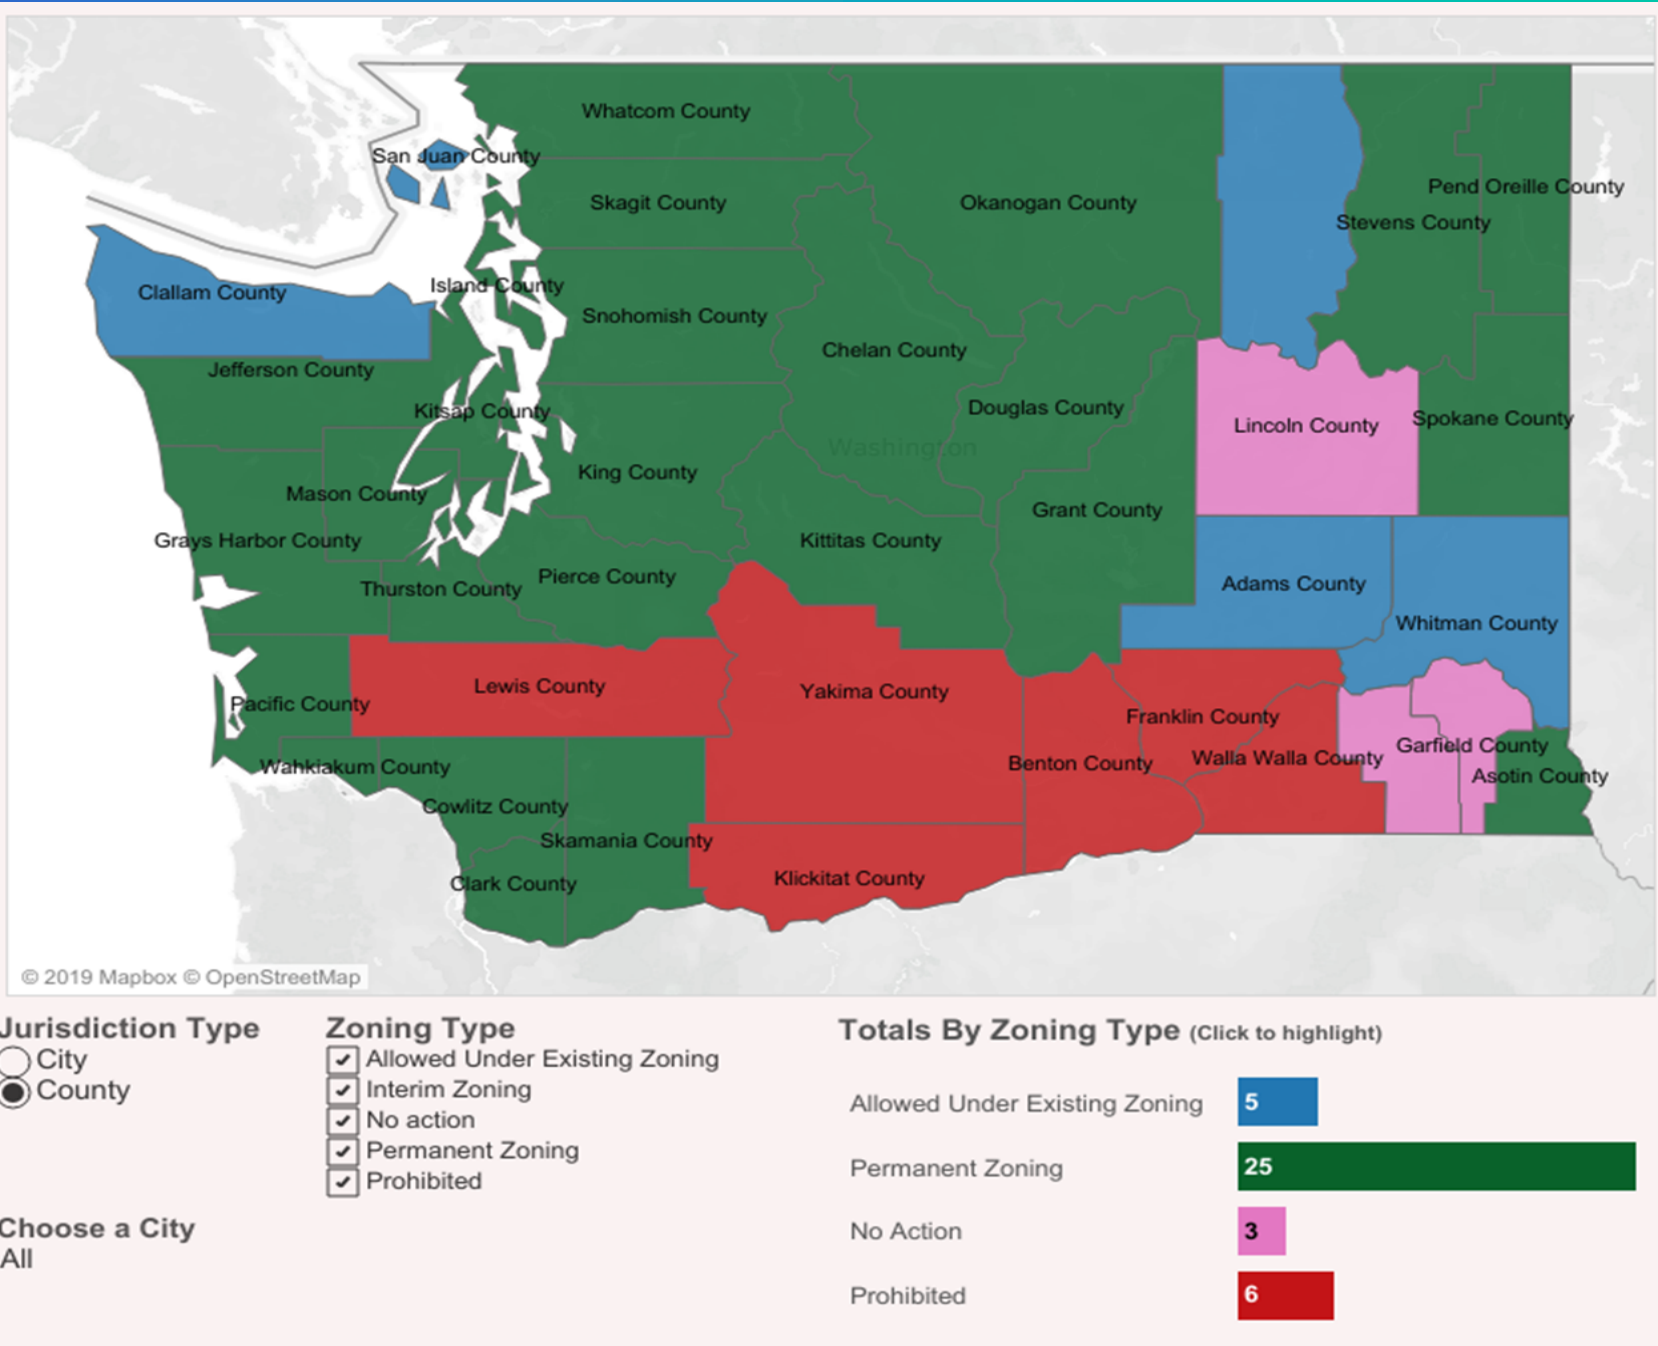 Whatcom County
San Juan County
Pend Oreille County
Skagit County
Okanogan County
Stevens County
Island County
Clallam County
Snohomish County
Chelan County
Jefferson County
Kitsap County
Douglas County
Lincoln County
Spokane County
Washington
King County
Mason County
Grant County
Grays Harbor County
Kittitas County
Pierce County
Thurston County
Adams County
Whitman County
Lewis County
Yakima County
Pacific County
Franklin County
Garfield County
Walla Walla County
Benton County
Wahkiakum County
Asotin County
Cowlitz County
Skamania County
Clark County
Klickitat County
© 2019 Mapbox © OpenStreetMap
Jurisdiction Type
City
County
Choose a City
All
Zoning Type
Allowed Under Existing Zoning
Interim Zoning
No action
Permanent Zoning
Prohibited
Totals By Zoning Type (Click to highlight)
Allowed Under Existing Zoning 5
Permanent Zoning 25
No Action 3
Prohibited 6